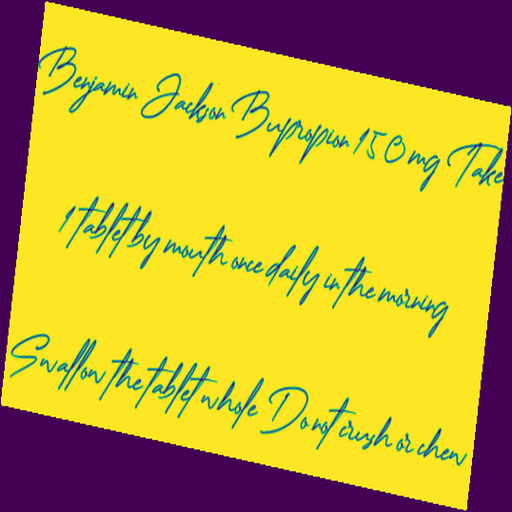 Benjamin Jackson Bupropion 150 mg Take
1 tablet by mouth once daily in the morning
Swallow the tablet whole Do not crush or chew